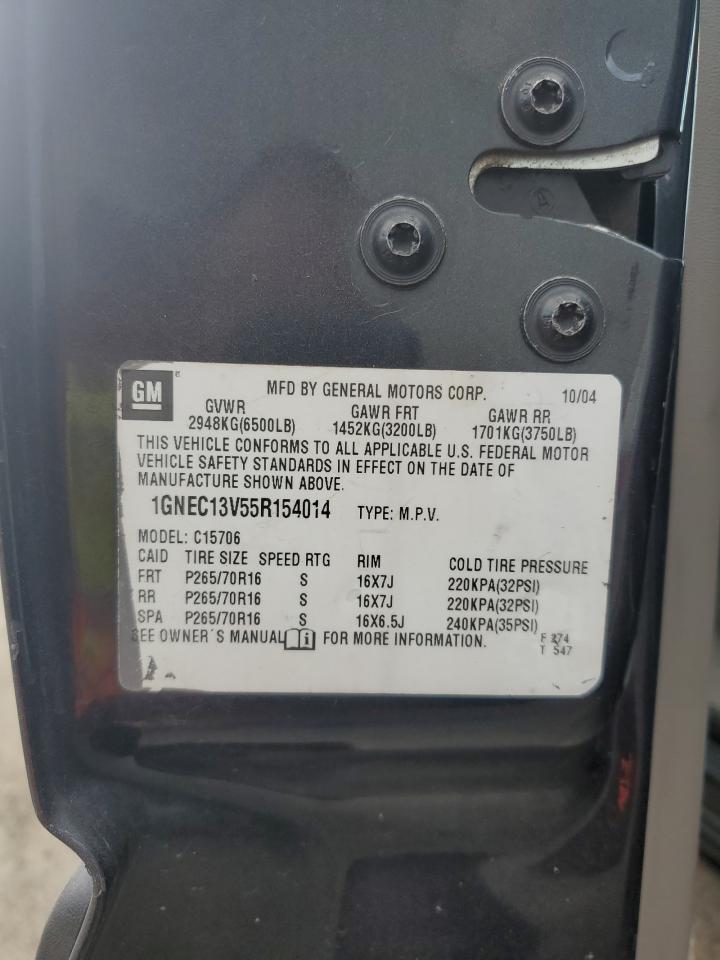 GM
MFD BY GENERAL MOTORS CORP. 10/04
GVWR GAWR FRT GAWR RR
2948KG(6500LB) 1452KG(3200LB) 1701KG(3750LB)
THIS VEHICLE CONFORMS TO ALL APPLICABLE U.S. FEDERAL MOTOR
VEHICLE SAFETY STANDARDS IN EFFECT ON THE DATE OF
MANUFACTURE SHOWN ABOVE.
1GNEC13V55R154014 TYPE: M.P.V.
MODEL: C15706
CAID TIRE SIZE SPEED RTG RIM COLD TIRE PRESSURE
FRT P265/70R16 S 16X7J 220KPA(32PSI)
RR P265/70R16 S 16X7J 220KPA(32PSI)
SPA P265/70R16 S 16X6.5J 240KPA(35PSI)
SEE OWNER'S MANUAL FOR MORE INFORMATION.
F 274
T 547